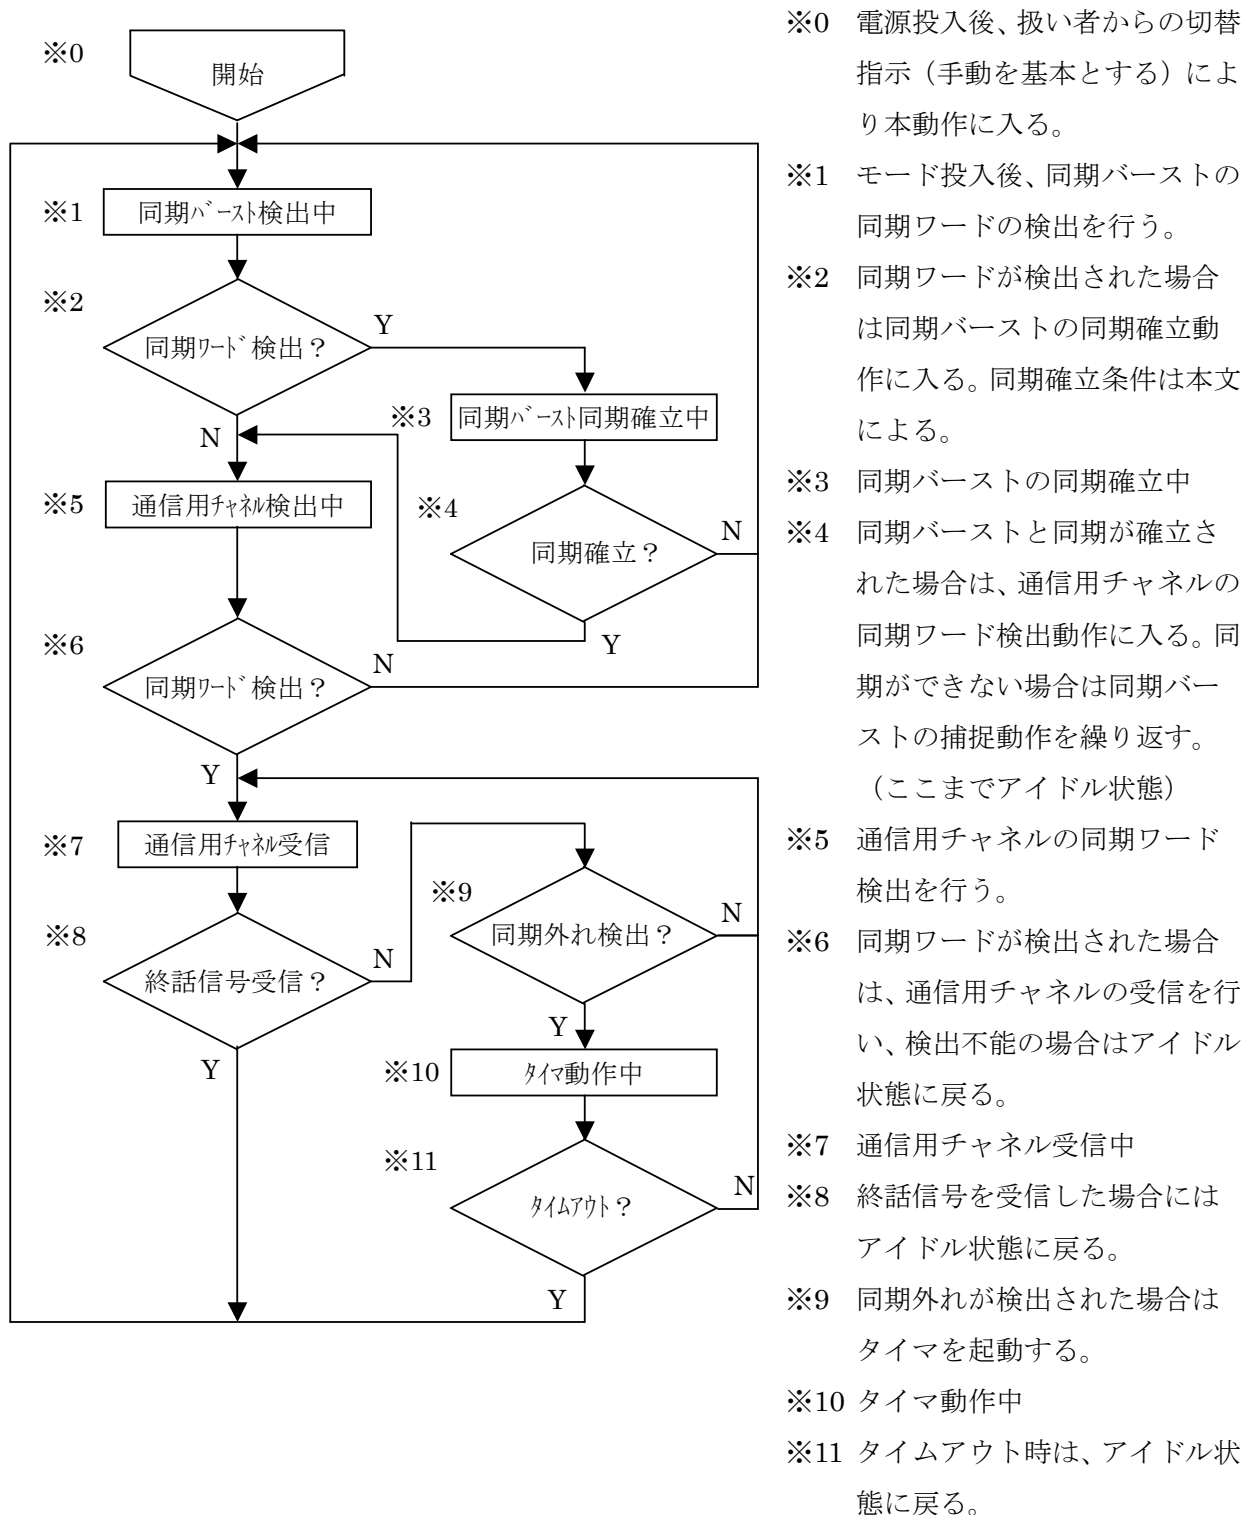 ※0
開始
※1
同期ﾊﾞｰｽﾄ検出中
※2
同期ﾜｰﾄﾞ検出？
Y
N
※3
同期ﾊﾞｰｽﾄ同期確立中
※4
同期確立？
N
Y
※5
通信用ﾁｬﾈﾙ検出中
※6
同期ﾜｰﾄﾞ検出？
N
Y
※7
通信用ﾁｬﾈﾙ受信
※8
終話信号受信？
N
Y
※9
同期外れ検出？
N
Y
※10
ﾀｲﾏ動作中
※11
ﾀｲﾑｱｳﾄ？
N
Y
※0 電源投入後、扱い者からの切替
指示（手動を基本とする）によ
り本動作に入る。
※1 モード投入後、同期バーストの
同期ワードの検出を行う。
※2 同期ワードが検出された場合
は同期バーストの同期確立動
作に入る。同期確立条件は本文
による。
※3 同期バーストの同期確立中
※4 同期バーストと同期が確立さ
れた場合は、通信用チャネルの
同期ワード検出動作に入る。同
期ができない場合は同期バー
ストの捕捉動作を繰り返す。
（ここまでアイドル状態）
※5 通信用チャネルの同期ワード
検出を行う。
※6 同期ワードが検出された場合
は、通信用チャネルの受信を行
い、検出不能の場合はアイドル
状態に戻る。
※7 通信用チャネル受信中
※8 終話信号を受信した場合には
アイドル状態に戻る。
※9 同期外れが検出された場合は
タイマを起動する。
※10 タイマ動作中
※11 タイムアウト時は、アイドル状
態に戻る。